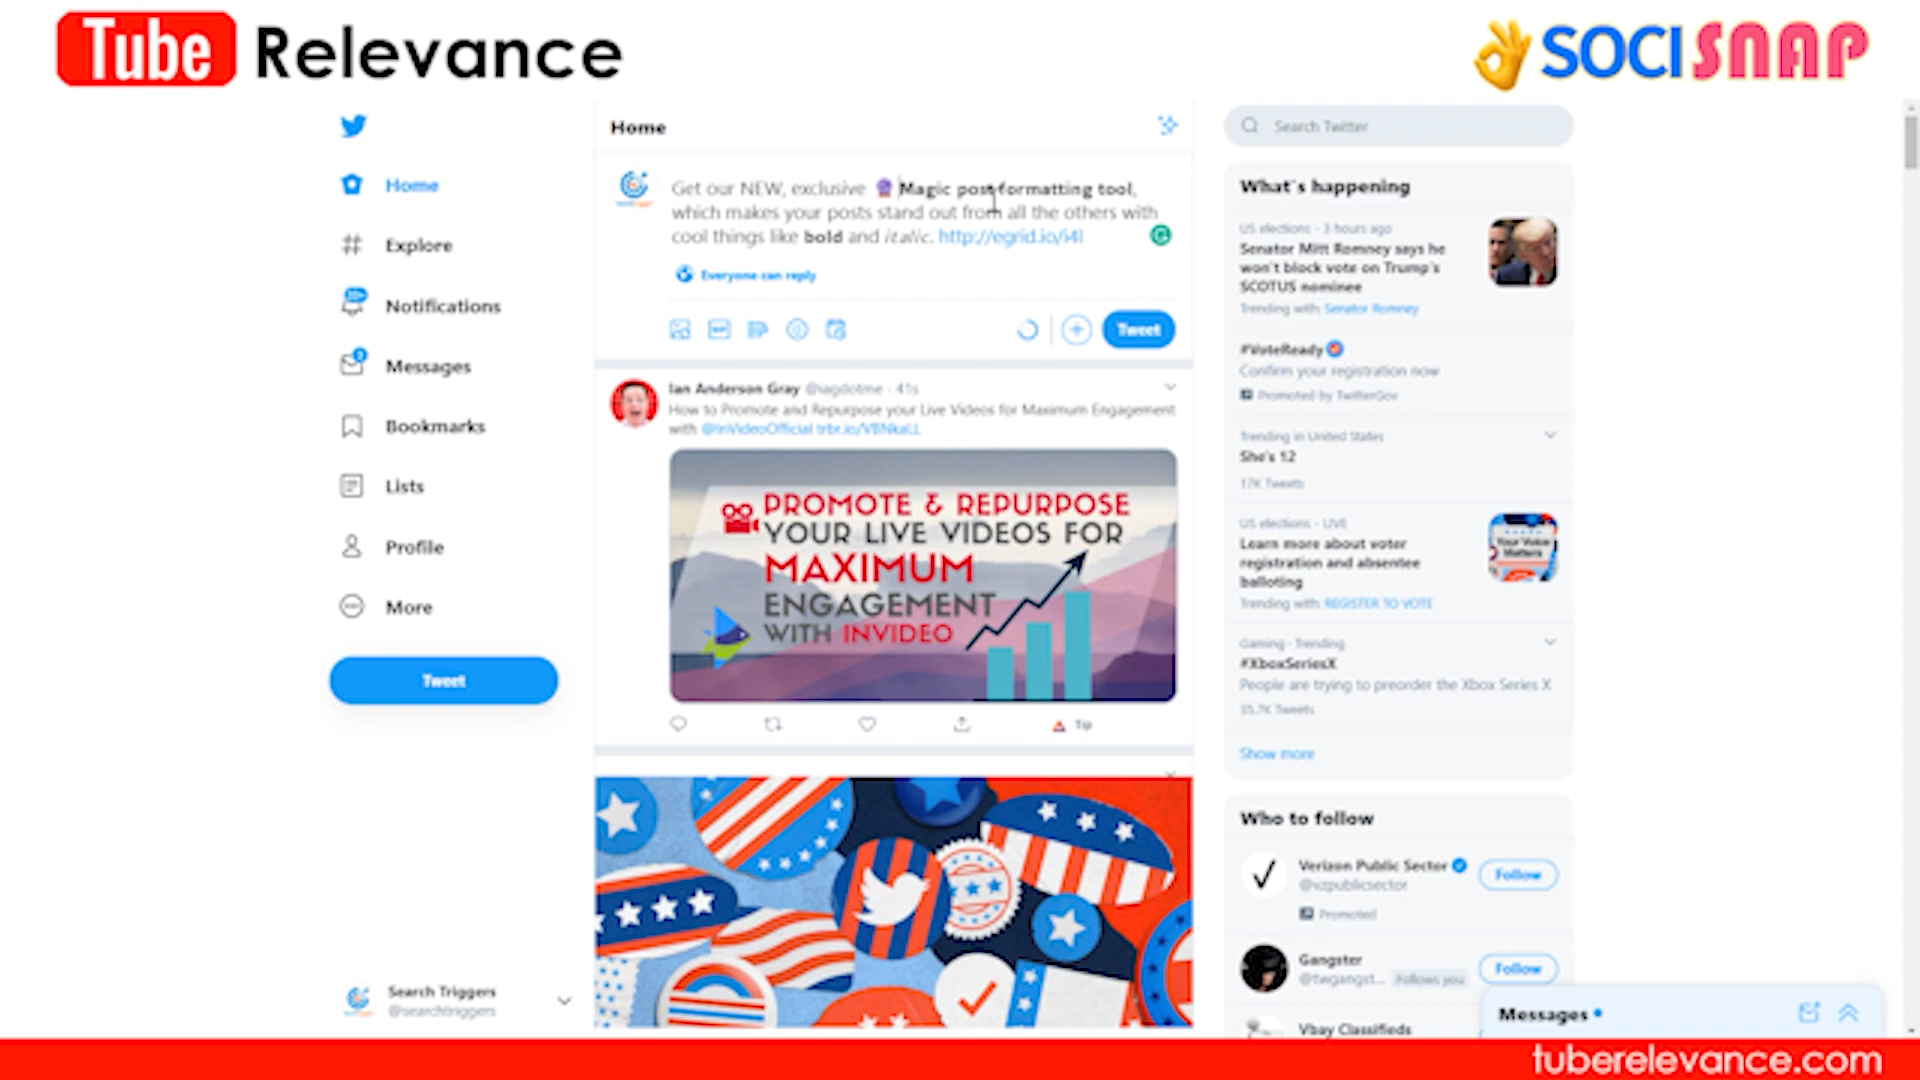 Tube Relevance
SOCISNAP
Home
Explore
Notifications
Messages
Bookmarks
Lists
Profile
More
Tweet
Search Triggers
@searchtriggers
Home
Get our NEW, exclusive Magic post formatting tool,
which makes your posts stand out from all the others with
cool things like bold and italic. http://egrid.io/i4l
Everyone can reply
Tweet
Ian Anderson Gray @iagdotme · 41s
How to Promote and Repurpose your Live Videos for Maximum Engagement
with @InVideoOfficial trbr.io/VBNkaLL
PROMOTE & REPURPOSE
YOUR LIVE VIDEOS FOR
MAXIMUM
ENGAGEMENT
WITH INVIDEO
Tip
Search Twitter
What's happening
US elections · 3 hours ago
Senator Mitt Romney says he
won't block vote on Trump's
SCOTUS nominee
Trending with: Senator Romney
#VoteReady
Confirm your registration now
Promoted by TwitterGov
Trending in United States
She's 12
17K Tweets
US elections · LIVE
Learn more about voter
registration and absentee
balloting
Trending with: REGISTER TO VOTE
Your Voice
Matters
Gaming · Trending
#XboxSeriesX
People are trying to preorder the Xbox Series X
35.7K Tweets
Show more
Who to follow
Verizon Public Sector
@vzpublicsector
Follow
Promoted
Gangster
@twgangst... Follows you
Follow
Vbay Classifieds
Messages
tuberelevance.com